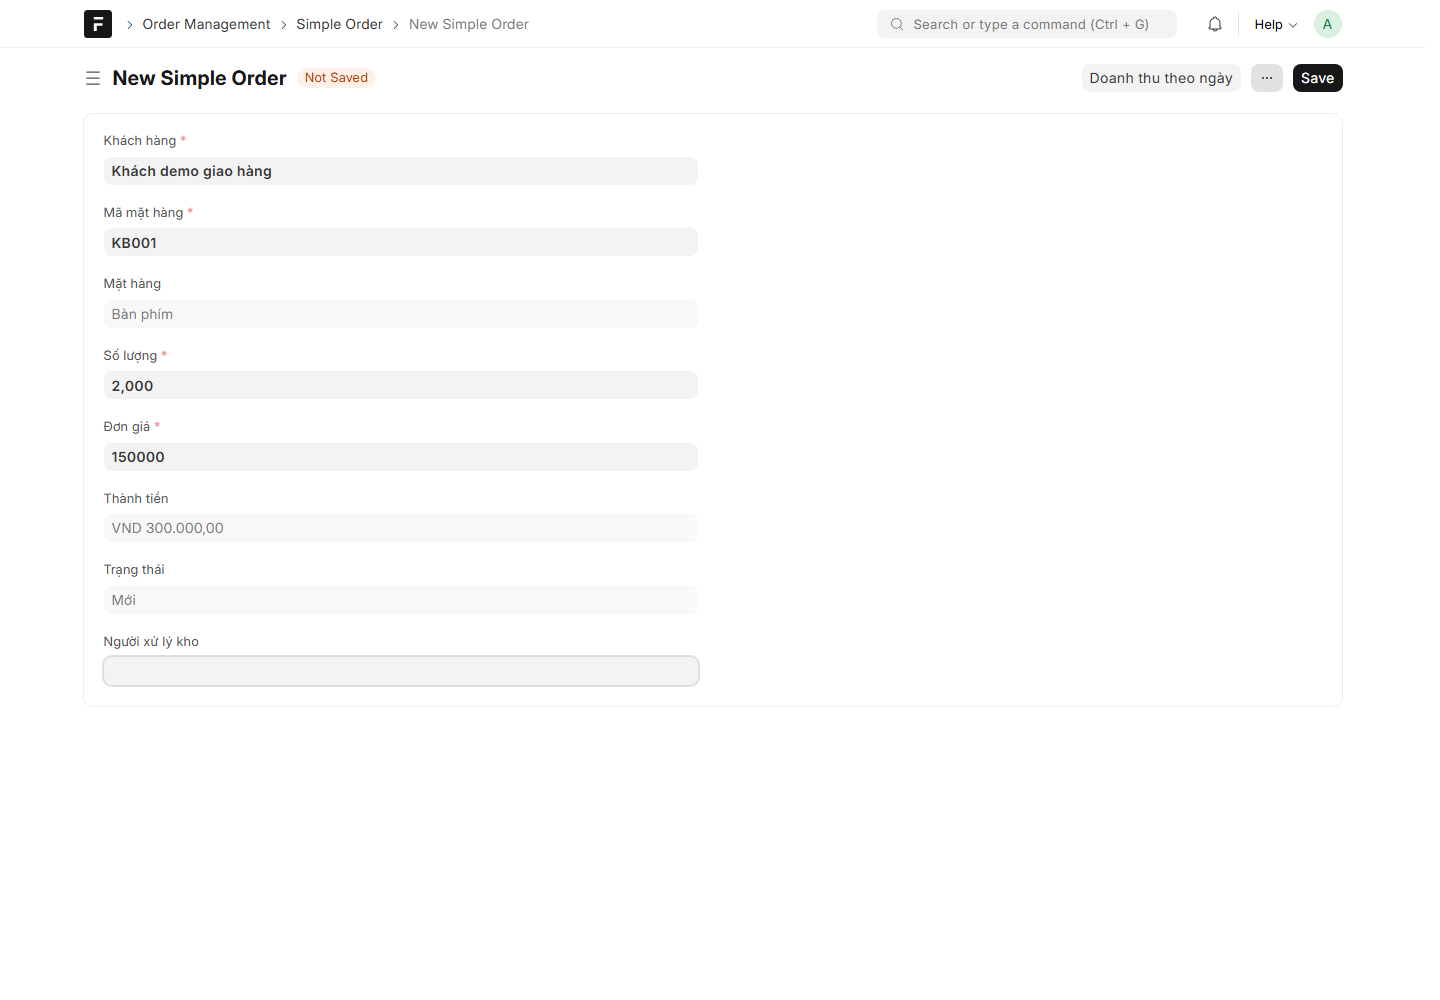 Order Management
Simple Order
New Simple Order
Search or type a command (Ctrl + G)
Help
A
New Simple Order
Not Saved
Doanh thu theo ngày
Save
Khách hàng *
Khách demo giao hàng
Mã mặt hàng *
KB001
Mặt hàng
Bàn phím
Số lượng *
2,000
Đơn giá *
150000
Thành tiền
VND 300.000,00
Trạng thái
Mới
Người xử lý kho